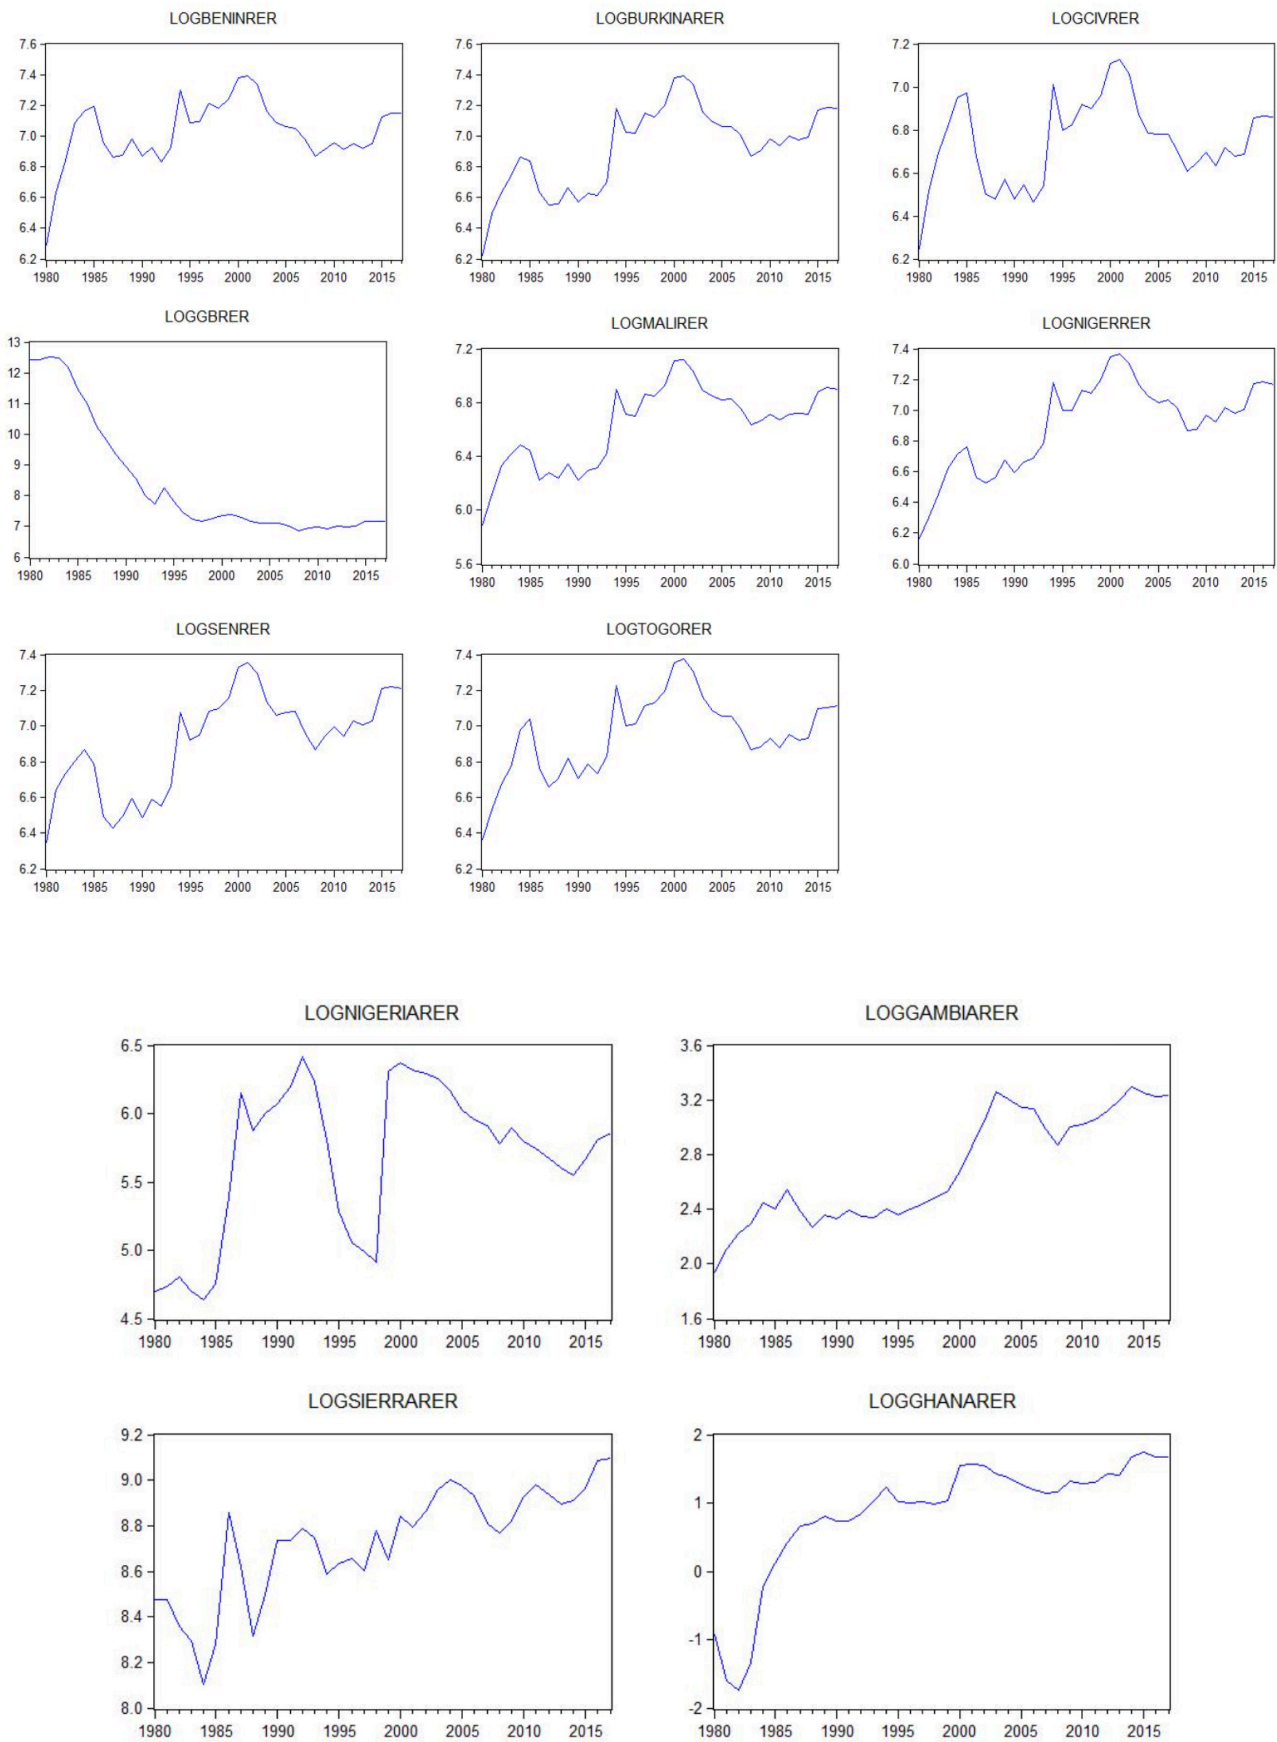 LOGBENINRER LOGBURKINARER LOGCIVRER
7.6 7.6 7.2
7.4 7.4 7.0
7.2 7.2 6.8
7.0 7.0 6.6
6.8 6.8 6.4
6.6 6.6 6.2
6.4 6.4
6.2 6.2
1980 1985 1990 1995 2000 2005 2010 2015 1980 1985 1990 1995 2000 2005 2010 2015 1980 1985 1990 1995 2000 2005 2010 2015
LOGGBRER LOGMALIRER LOGNIGERRER
13 7.2 7.4
12 6.8 7.2
11 6.4 7.0
10 6.0 6.8
9 5.6 6.6
8 6.4
7 6.2
6 6.0
1980 1985 1990 1995 2000 2005 2010 2015 1980 1985 1990 1995 2000 2005 2010 2015 1980 1985 1990 1995 2000 2005 2010 2015
LOGSENRER LOGTOGORER
7.4 7.4
7.2 7.2
7.0 7.0
6.8 6.8
6.6 6.6
6.4 6.4
6.2 6.2
1980 1985 1990 1995 2000 2005 2010 2015 1980 1985 1990 1995 2000 2005 2010 2015
LOGNIGERIARER LOGGAMBIARER
6.5 3.6
6.0 3.2
5.5 2.8
5.0 2.4
4.5 2.0
1.6
1980 1985 1990 1995 2000 2005 2010 2015 1980 1985 1990 1995 2000 2005 2010 2015
LOGSIERRARER LOGGHANARER
9.2 2
9.0 1
8.8 0
8.6 -1
8.4 -2
8.2
8.0
1980 1985 1990 1995 2000 2005 2010 2015 1980 1985 1990 1995 2000 2005 2010 2015